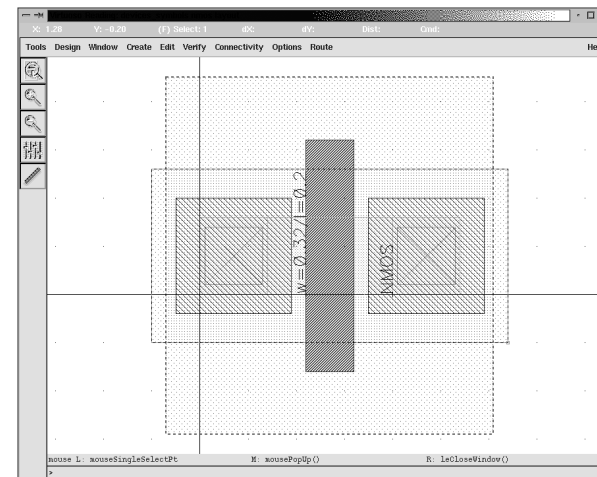 X: 1.28 Y: -0.20 (F) Select: 1 dX: dY: Dist: Cmd:
Tools Design Window Create Edit Verify Connectivity Options Route He
w=0.32/l=0.2
NMOS
mouse L: mouseSingleSelectPt M: mousePopUp() R: leCloseWindow()
>